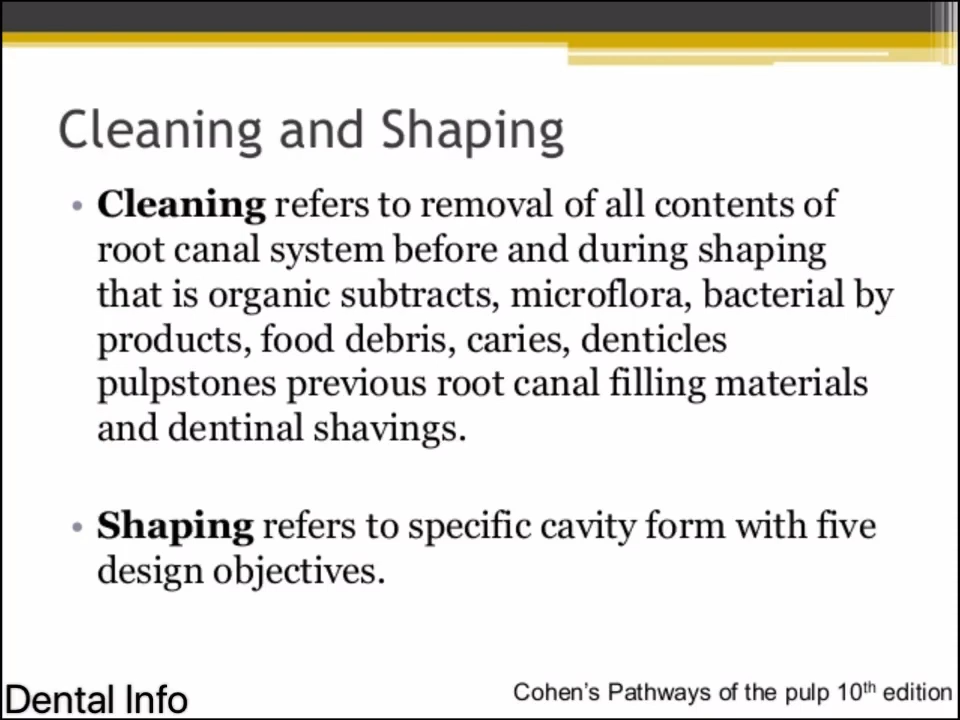 Cleaning and Shaping
• Cleaning refers to removal of all contents of
root canal system before and during shaping
that is organic subtracts, microflora, bacterial by
products, food debris, caries, denticles
pulpstones previous root canal filling materials
and dentinal shavings.
• Shaping refers to specific cavity form with five
design objectives.
Dental Info
Cohen's Pathways of the pulp 10th edition